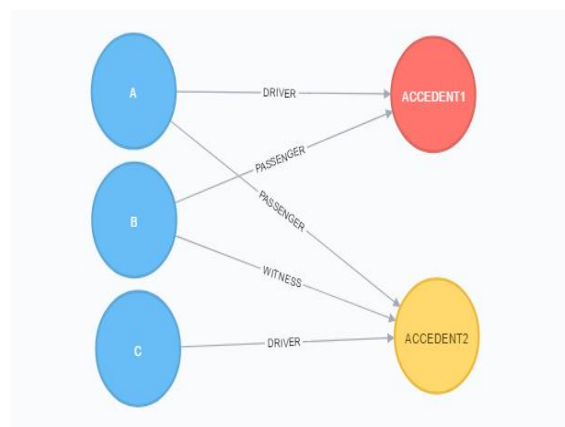 A
DRIVER
ACCEDENT1
PASSENGER
B
PASSENGER
WITNESS
C
DRIVER
ACCEDENT2